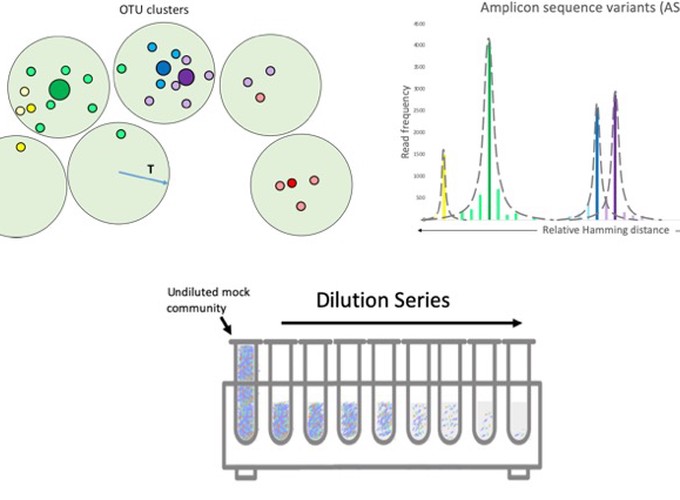 OTU clusters
T
Amplicon sequence variants (AS
4500
4000
3500
3000
2500
2000
1500
1000
500
Read frequency
Relative Hamming distance
Undiluted mock
community
Dilution Series